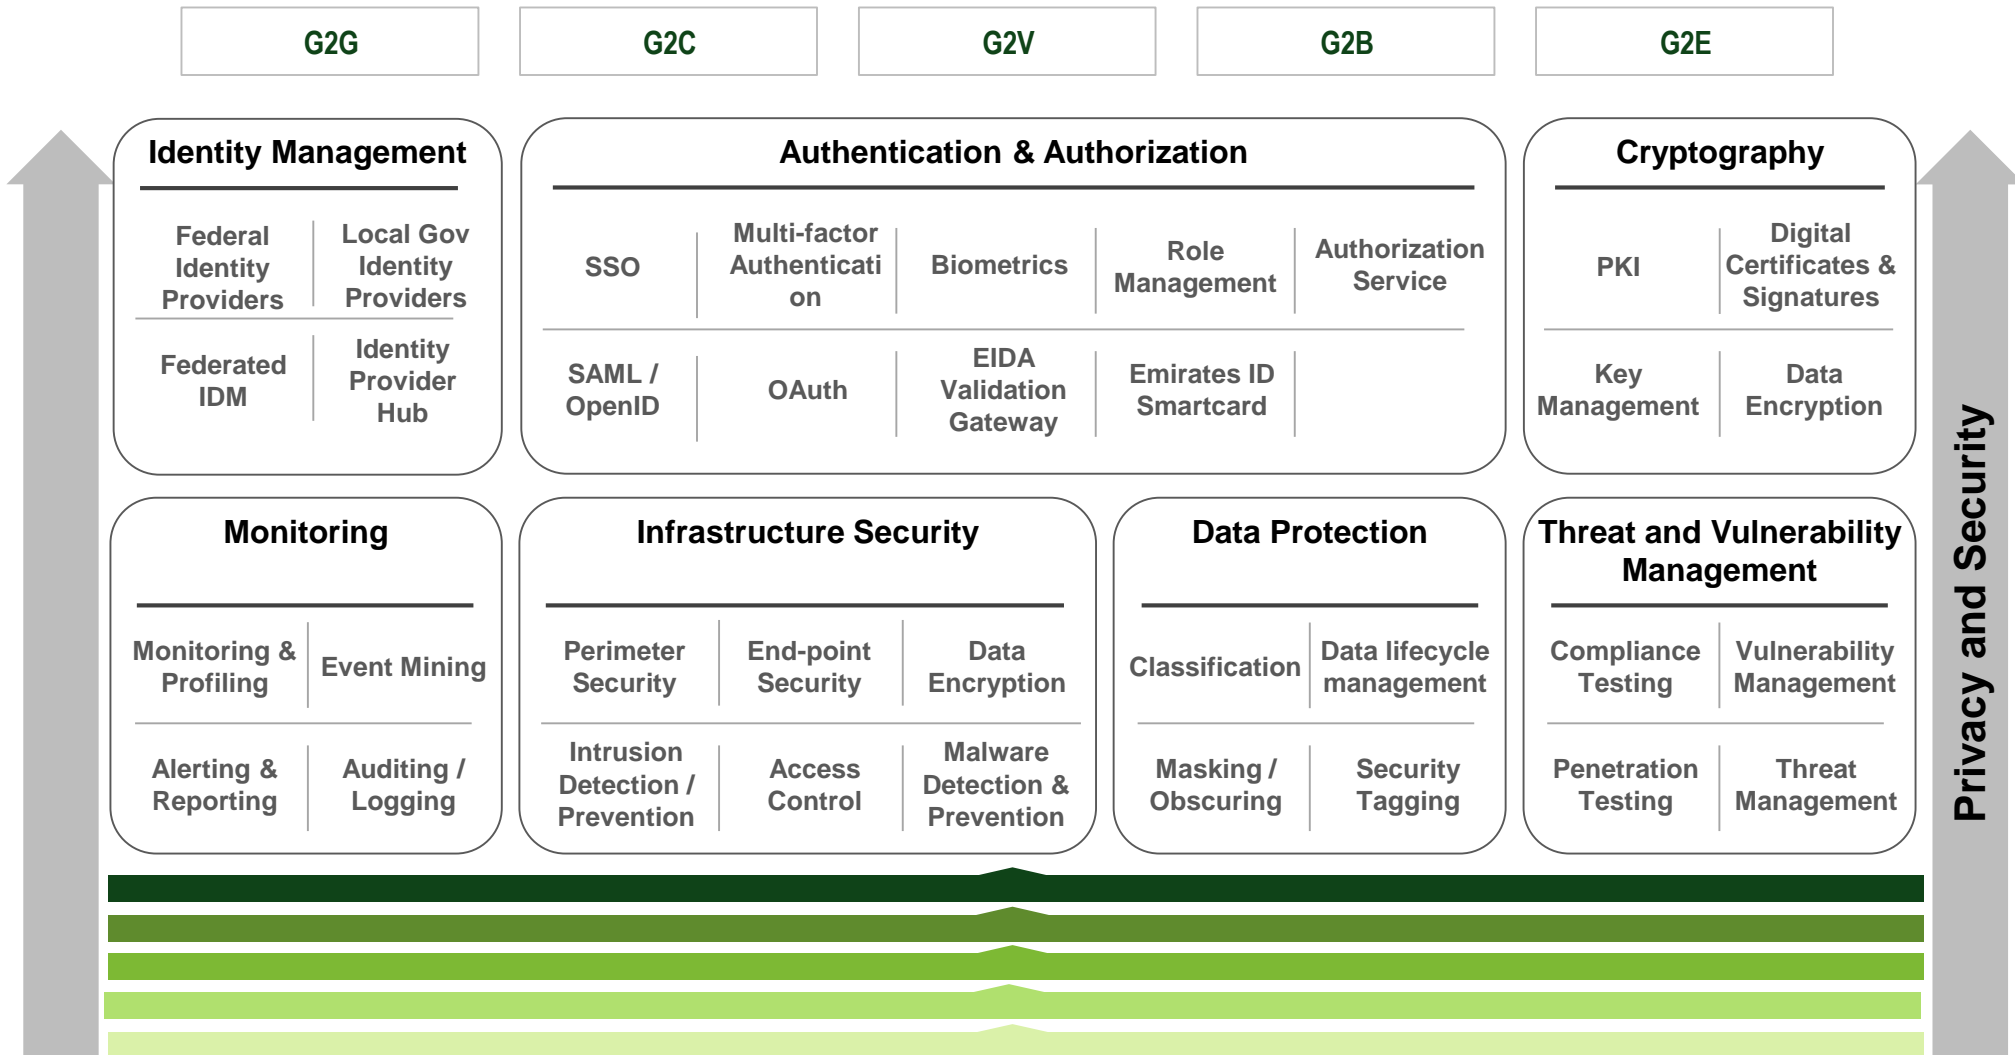 G2G
G2C
G2V
G2B
G2E
Identity Management
Federal
Identity
Providers
Local Gov
Identity
Providers
Federated
IDM
Identity
Provider
Hub
Authentication & Authorization
SSO
Multi-factor
Authenticati
on
Biometrics
Role
Management
Authorization
Service
SAML /
OpenID
OAuth
EIDA
Validation
Gateway
Emirates ID
Smartcard
Cryptography
PKI
Digital
Certificates &
Signatures
Key
Management
Data
Encryption
Monitoring
Monitoring &
Profiling
Event Mining
Alerting &
Reporting
Auditing /
Logging
Infrastructure Security
Perimeter
Security
End-point
Security
Data
Encryption
Intrusion
Detection /
Prevention
Access
Control
Malware
Detection &
Prevention
Data Protection
Classification
Data lifecycle
management
Masking /
Obscuring
Security
Tagging
Threat and Vulnerability
Management
Compliance
Testing
Vulnerability
Management
Penetration
Testing
Threat
Management
Privacy and Security